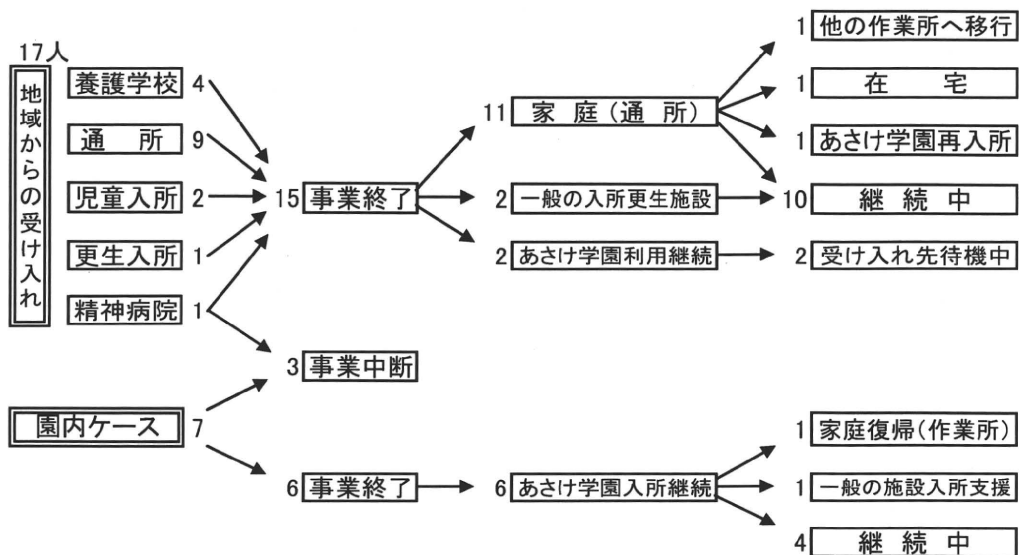 17人
地域からの受け入れ
養護学校 4
通所 9
児童入所 2
更生入所 1
精神病院 1
園内ケース 7
15 事業終了
3 事業中断
6 事業終了
11 家庭(通所)
2 一般の入所更生施設
2 あさけ学園利用継続
6 あさけ学園入所継続
1 他の作業所へ移行
1 在宅
1 あさけ学園再入所
10 継続中
2 受け入れ先待機中
1 家庭復帰(作業所)
1 一般の施設入所支援
4 継続中